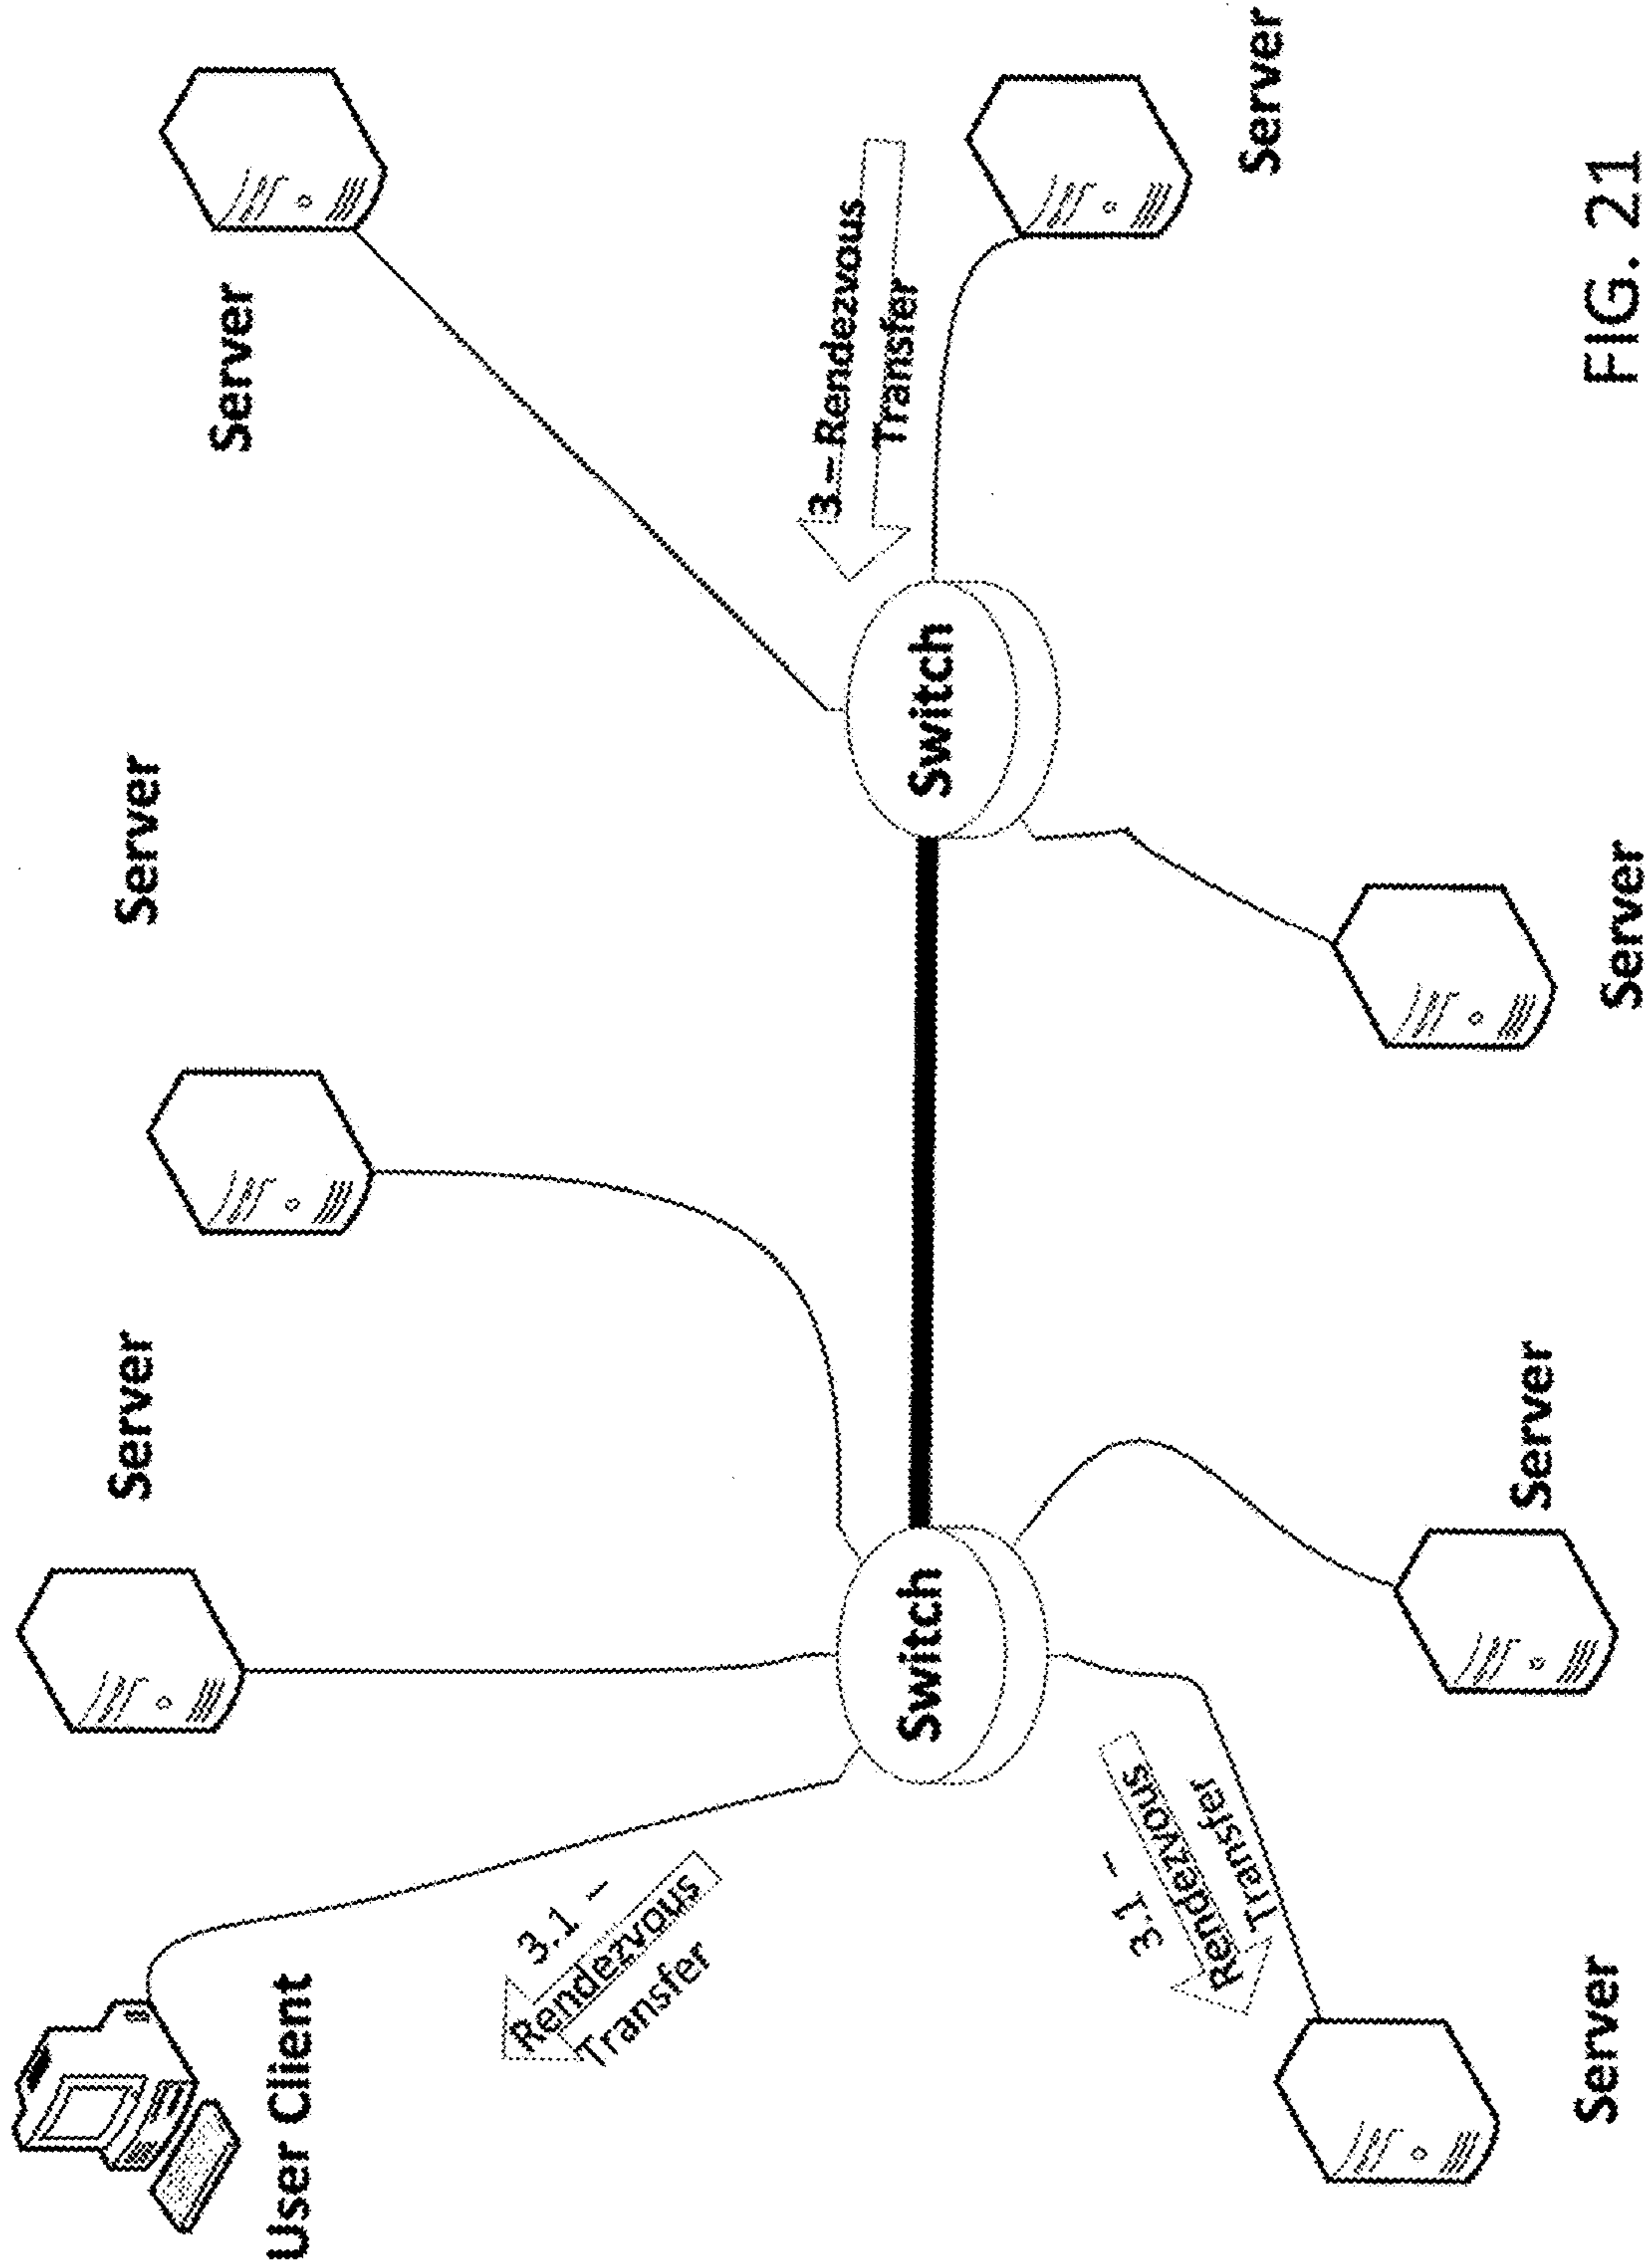 Server
Server
Server
User Client
3.1 –
Rendezvous
Transfer
3 – Rendezvous
Transfer
Switch
Switch
3.1 –
Rendezvous
Transfer
Server
Server
Server
Server
FIG. 21